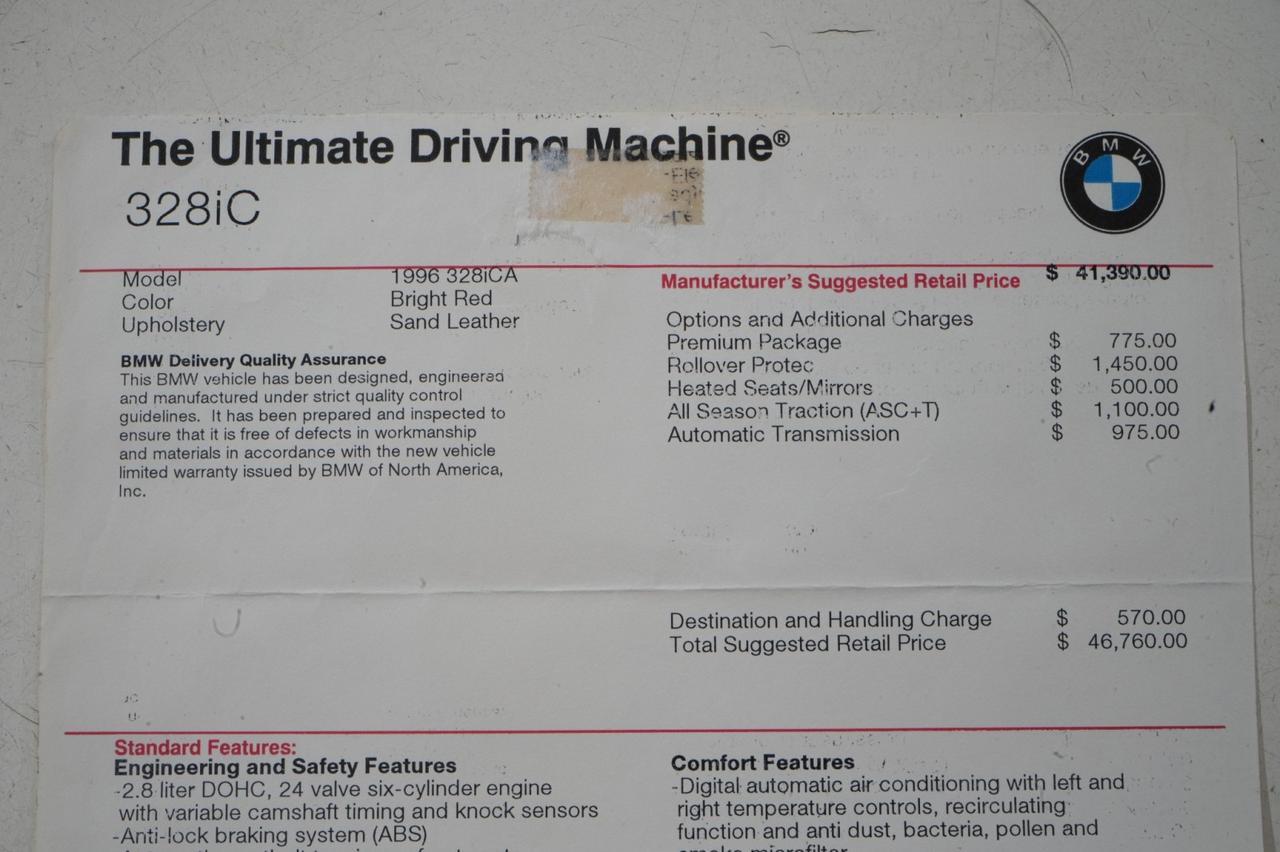 The Ultimate Driving Machine®
328iC
BMW
Model 1996 328iCA
Color Bright Red
Upholstery Sand Leather
BMW Delivery Quality Assurance
This BMW vehicle has been designed, engineered
and manufactured under strict quality control
guidelines. It has been prepared and inspected to
ensure that it is free of defects in workmanship
and materials in accordance with the new vehicle
limited warranty issued by BMW of North America,
Inc.
Manufacturer's Suggested Retail Price $ 41,390.00
Options and Additional Charges
Premium Package $ 775.00
Rollover Protec $ 1,450.00
Heated Seats/Mirrors $ 500.00
All Season Traction (ASC+T) $ 1,100.00
Automatic Transmission $ 975.00
Destination and Handling Charge $ 570.00
Total Suggested Retail Price $ 46,760.00
Standard Features:
Engineering and Safety Features
-2.8 liter DOHC, 24 valve six-cylinder engine
with variable camshaft timing and knock sensors
-Anti-lock braking system (ABS)
Comfort Features
-Digital automatic air conditioning with left and
right temperature controls, recirculating
function and anti dust, bacteria, pollen and
smoke microfilter